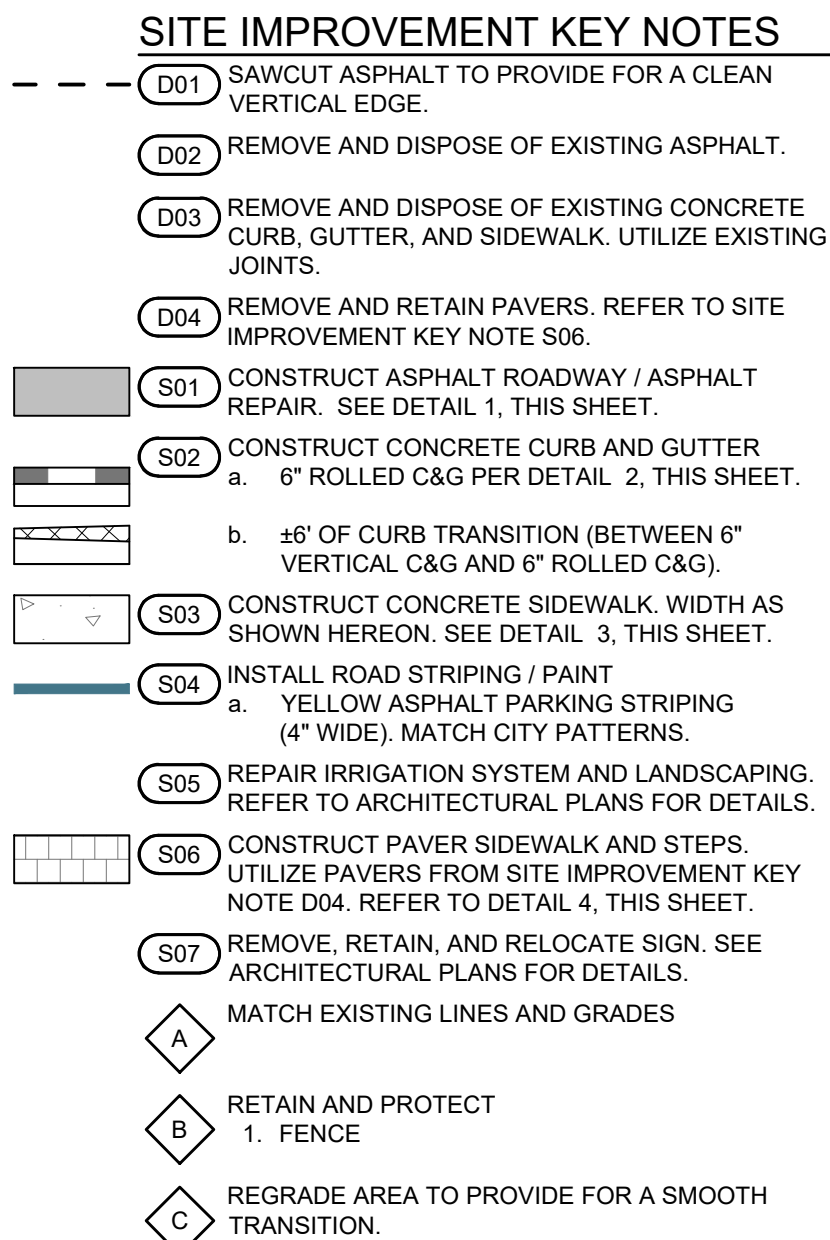 SITE IMPROVEMENT KEY NOTES
D01 SAWCUT ASPHALT TO PROVIDE FOR A CLEAN
VERTICAL EDGE.
D02 REMOVE AND DISPOSE OF EXISTING ASPHALT.
D03 REMOVE AND DISPOSE OF EXISTING CONCRETE
CURB, GUTTER, AND SIDEWALK. UTILIZE EXISTING
JOINTS.
D04 REMOVE AND RETAIN PAVERS. REFER TO SITE
IMPROVEMENT KEY NOTE S06.
S01 CONSTRUCT ASPHALT ROADWAY / ASPHALT
REPAIR. SEE DETAIL 1, THIS SHEET.
S02 CONSTRUCT CONCRETE CURB AND GUTTER
a. 6" ROLLED C&G PER DETAIL 2, THIS SHEET.
b. ±6' OF CURB TRANSITION (BETWEEN 6"
VERTICAL C&G AND 6" ROLLED C&G).
S03 CONSTRUCT CONCRETE SIDEWALK. WIDTH AS
SHOWN HEREON. SEE DETAIL 3, THIS SHEET.
S04 INSTALL ROAD STRIPING / PAINT
a. YELLOW ASPHALT PARKING STRIPING
(4" WIDE). MATCH CITY PATTERNS.
S05 REPAIR IRRIGATION SYSTEM AND LANDSCAPING.
REFER TO ARCHITECTURAL PLANS FOR DETAILS.
S06 CONSTRUCT PAVER SIDEWALK AND STEPS.
UTILIZE PAVERS FROM SITE IMPROVEMENT KEY
NOTE D04. REFER TO DETAIL 4, THIS SHEET.
S07 REMOVE, RETAIN, AND RELOCATE SIGN. SEE
ARCHITECTURAL PLANS FOR DETAILS.
A MATCH EXISTING LINES AND GRADES
B RETAIN AND PROTECT
1. FENCE
C REGRADE AREA TO PROVIDE FOR A SMOOTH
TRANSITION.